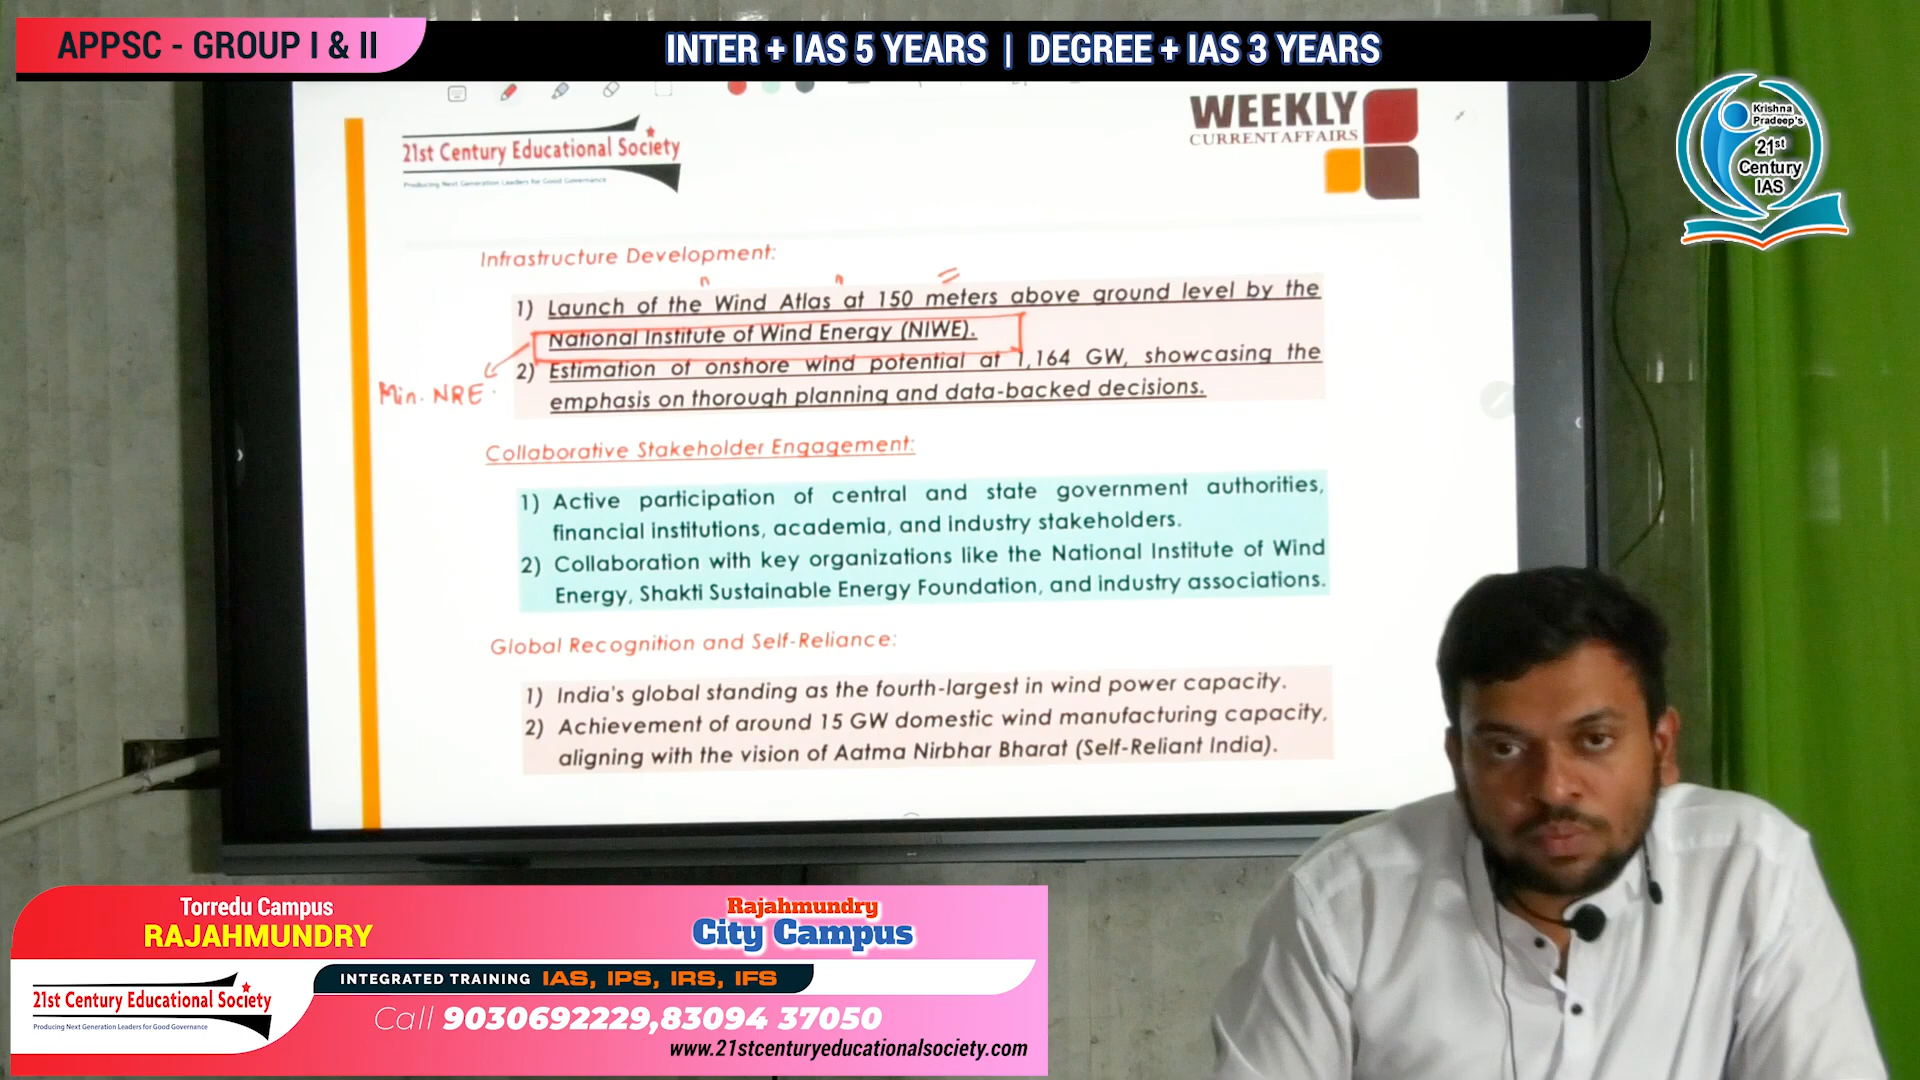 APPSC - GROUP I & II
INTER + IAS 5 YEARS | DEGREE + IAS 3 YEARS
Krishna
Pradeep's
21st
Century
IAS
21st Century Educational Society
Producing Next Generation Leaders for Good Governance
WEEKLY
CURRENT AFFAIRS
Infrastructure Development:
1) Launch of the Wind Atlas at 150 meters above ground level by the
National Institute of Wind Energy (NIWE).
2) Estimation of onshore wind potential at 1,164 GW, showcasing the
emphasis on thorough planning and data-backed decisions.
Min. NRE
Collaborative Stakeholder Engagement:
1) Active participation of central and state government authorities,
financial institutions, academia, and industry stakeholders.
2) Collaboration with key organizations like the National Institute of Wind
Energy, Shakti Sustainable Energy Foundation, and industry associations.
Global Recognition and Self-Reliance:
1) India's global standing as the fourth-largest in wind power capacity.
2) Achievement of around 15 GW domestic wind manufacturing capacity,
aligning with the vision of Aatma Nirbhar Bharat (Self-Reliant India).
Torredu Campus
RAJAHMUNDRY
Rajahmundry
City Campus
21st Century Educational Society
Producing Next Generation Leaders for Good Governance
INTEGRATED TRAINING IAS, IPS, IRS, IFS
Call 9030692229,83094 37050
www.21stcenturyeducationalsociety.com